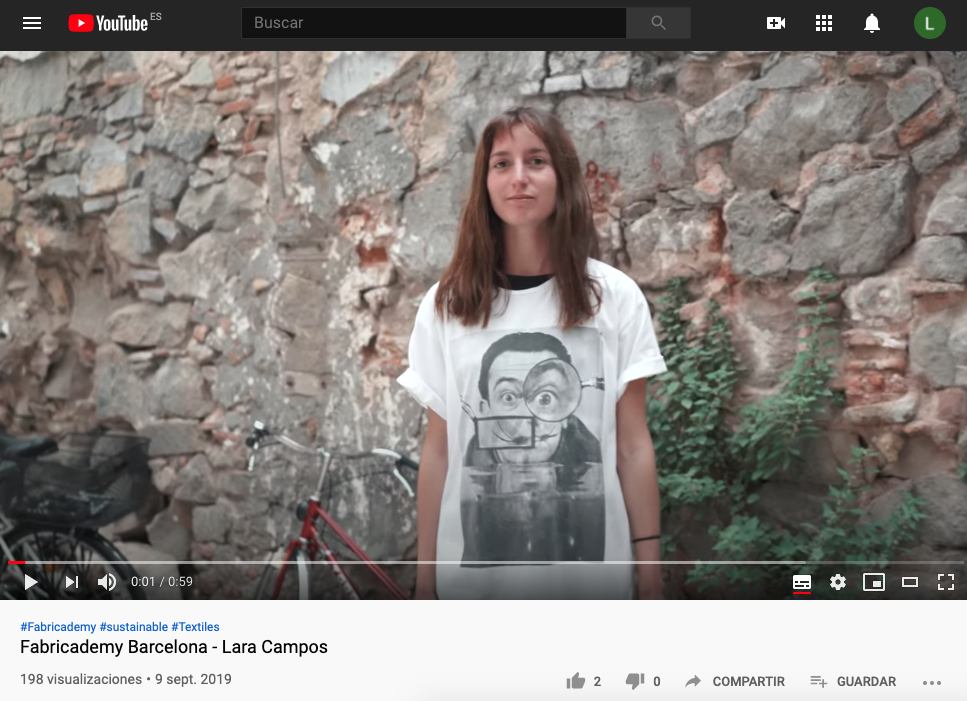 YouTube ES
Buscar
L
0:01 / 0:59
#Fabricademy #sustainable #Textiles
Fabricademy Barcelona - Lara Campos
198 visualizaciones • 9 sept. 2019
2
0
COMPARTIR
GUARDAR